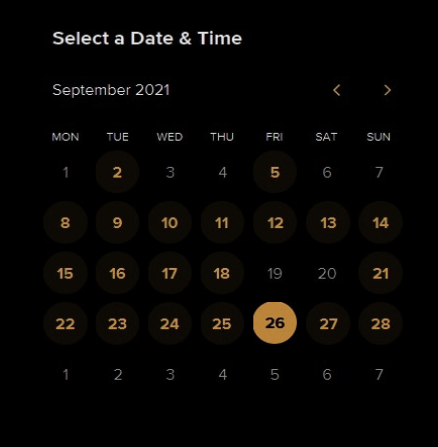 Select a Date & Time
September 2021
MON TUE WED THU FRI SAT SUN
1 2 3 4 5 6 7
8 9 10 11 12 13 14
15 16 17 18 19 20 21
22 23 24 25 26 27 28
1 2 3 4 5 6 7